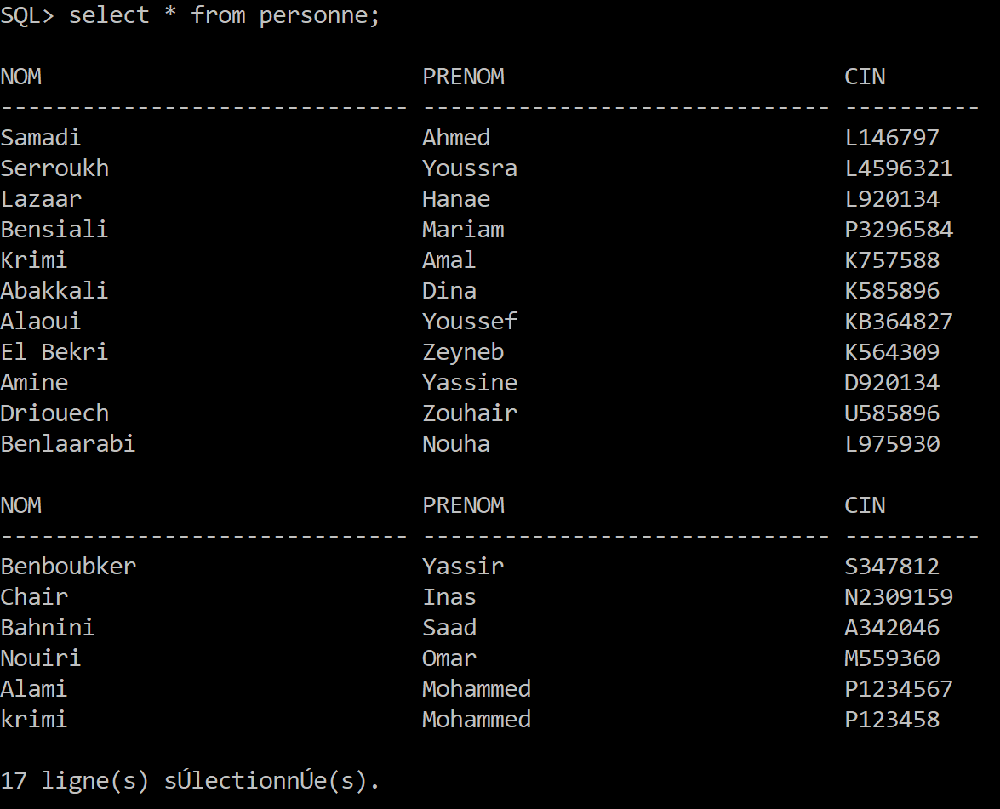 SQL> select * from personne;
NOM PRENOM CIN
------------------------------ ------------------------------ ----------
Samadi Ahmed L146797
Serroukh Youssra L4596321
Lazaar Hanae L920134
Bensiali Mariam P3296584
Krimi Amal K757588
Abakkali Dina K585896
Alaoui Youssef KB364827
El Bekri Zeyneb K564309
Amine Yassine D920134
Driouech Zouhair U585896
Benlaarabi Nouha L975930
NOM PRENOM CIN
------------------------------ ------------------------------ ----------
Benboubker Yassir S347812
Chair Inas N2309159
Bahnini Saad A342046
Nouiri Omar M559360
Alami Mohammed P1234567
krimi Mohammed P123458
17 ligne(s) sÚlectionnÚe(s).